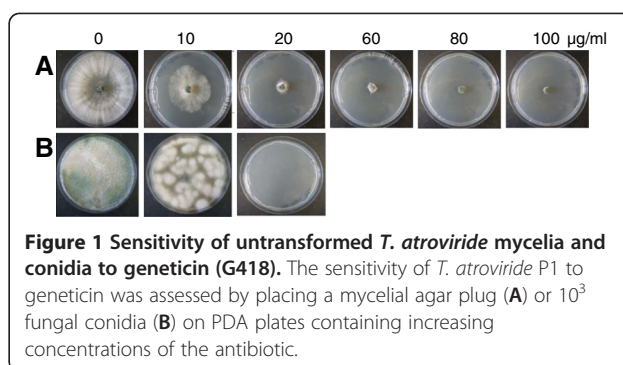 0 10 20 60 80 100 μg/ml
A
B
Figure 1 Sensitivity of untransformed T. atroviride mycelia and
conidia to geneticin (G418). The sensitivity of T. atroviride P1 to
geneticin was assessed by placing a mycelial agar plug (A) or 10³
fungal conidia (B) on PDA plates containing increasing
concentrations of the antibiotic.